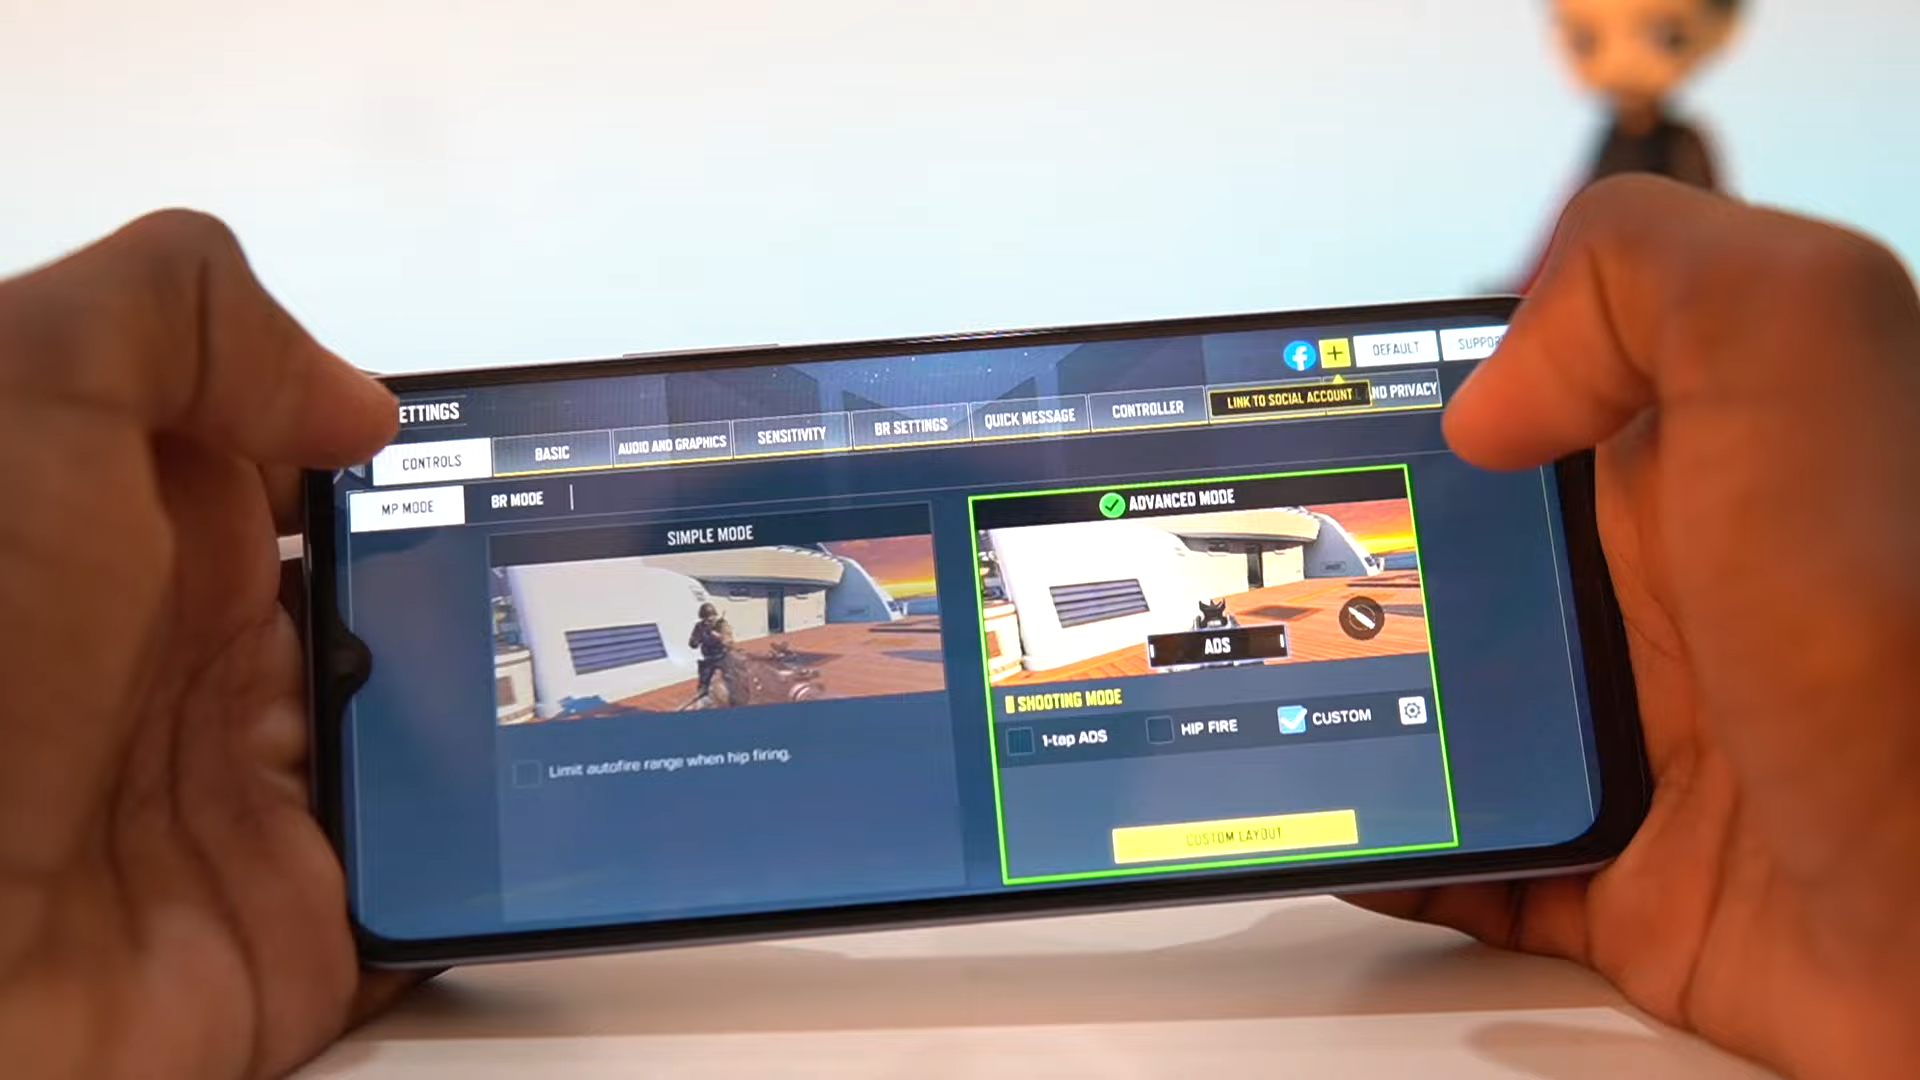 ETTINGS
DEFAULT
SUPPOR
CONTROLS
BASIC
AUDIO AND GRAPHICS
SENSITIVITY
BR SETTINGS
QUICK MESSAGE
CONTROLLER
LINK TO SOCIAL ACCOUNT
AND PRIVACY
MP MODE
BR MODE
SIMPLE MODE
Limit autofire range when hip firing.
ADVANCED MODE
ADS
SHOOTING MODE
1-tap ADS
HIP FIRE
CUSTOM
CUSTOM LAYOUT